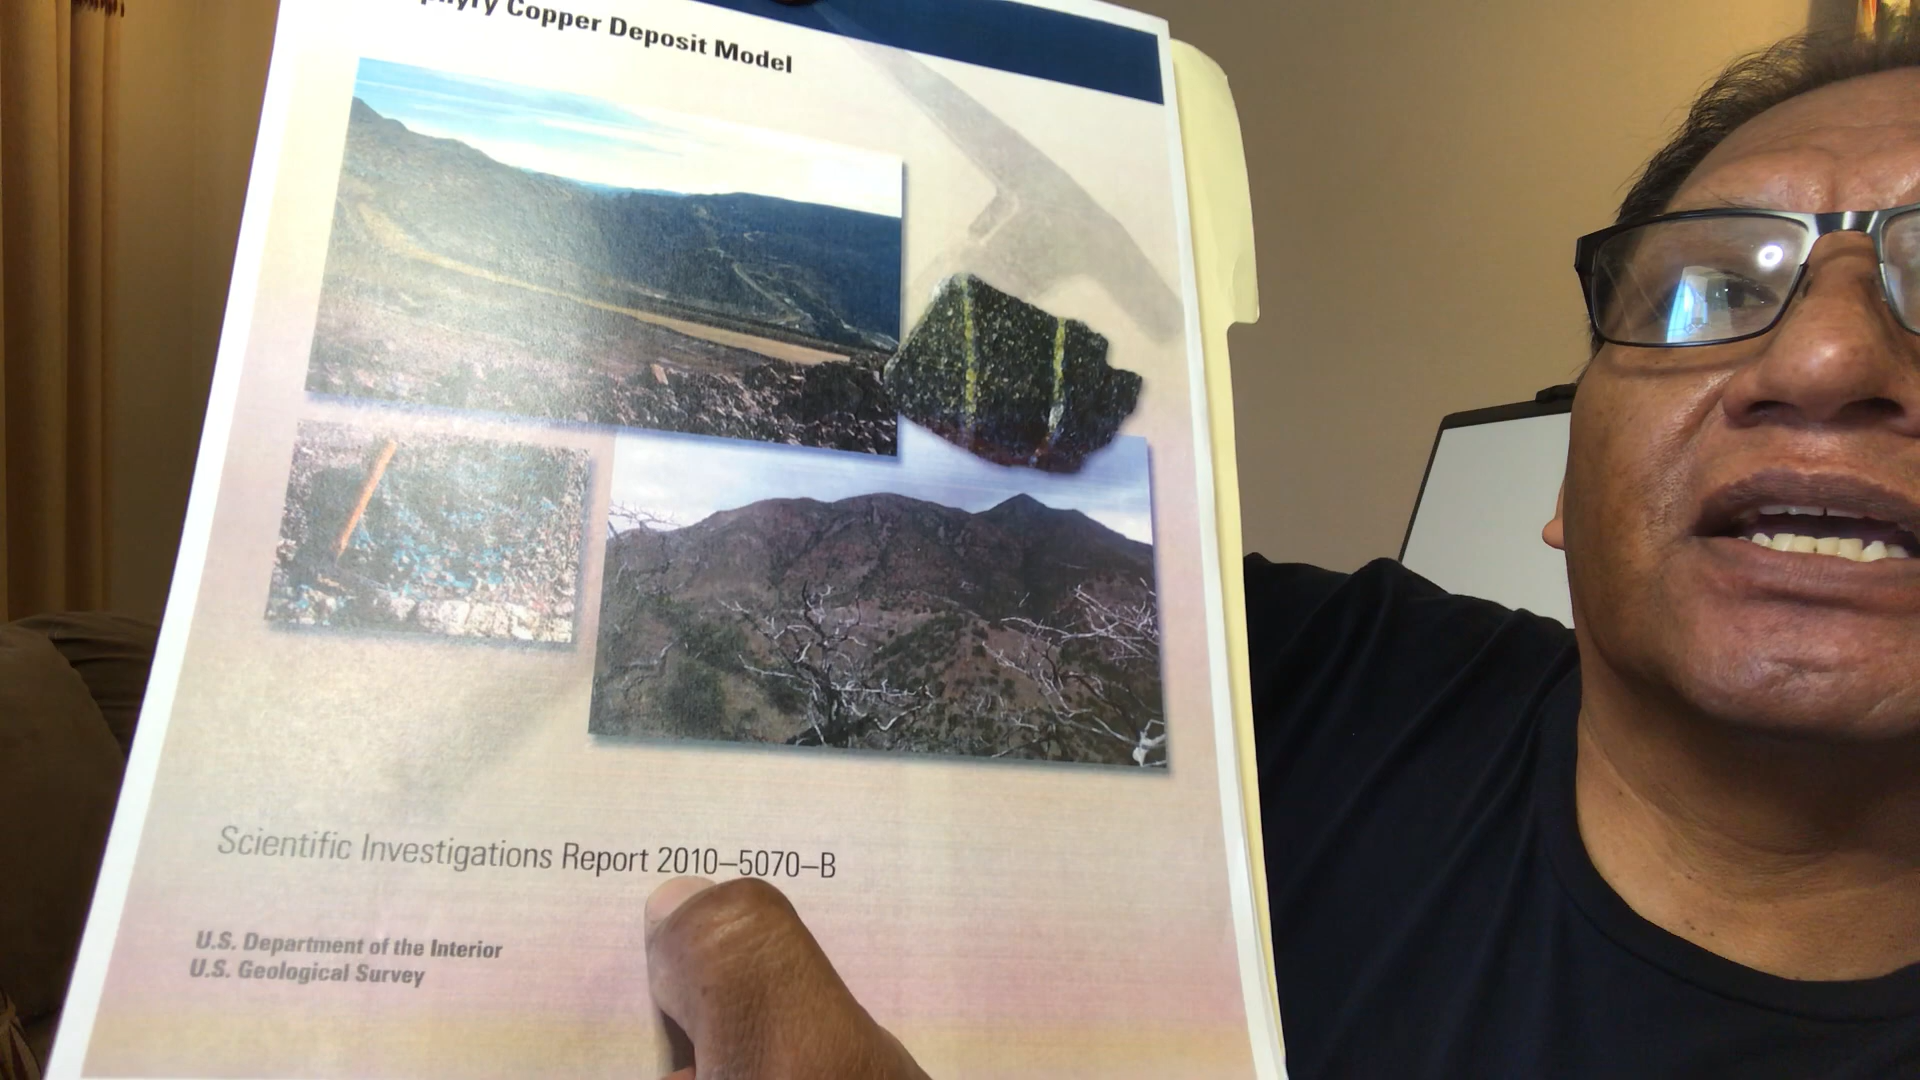 Copper Deposit Model
Scientific Investigations Report 2010–5070–B
U.S. Department of the Interior
U.S. Geological Survey